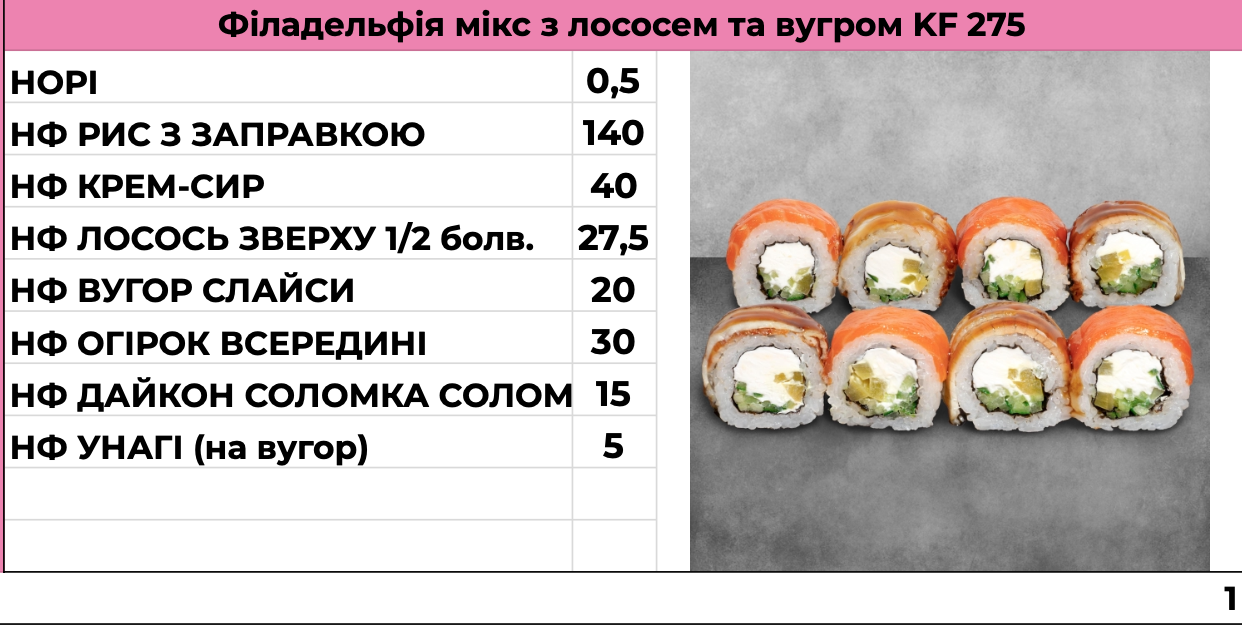 Філадельфія мікс з лососем та вугром KF 275
НОРІ 0,5
НФ РИС З ЗАПРАВКОЮ 140
НФ КРЕМ-СИР 40
НФ ЛОСОСЬ ЗВЕРХУ 1/2 болв. 27,5
НФ ВУГОР СЛАЙСИ 20
НФ ОГІРОК ВСЕРЕДИНІ 30
НФ ДАЙКОН СОЛОМКА СОЛОМ 15
НФ УНАГІ (на вугор) 5
1